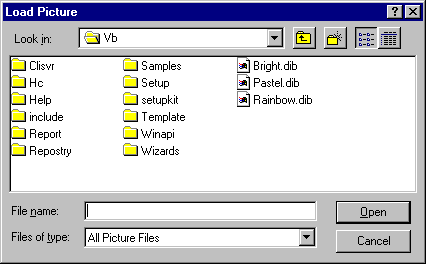 Load Picture
Look in: Vb
Clisvr Samples Bright.dib
Hc Setup Pastel.dib
Help setupkit Rainbow.dib
include Template
Report Winapi
Repostry Wizards
File name: Open
Files of type: All Picture Files Cancel